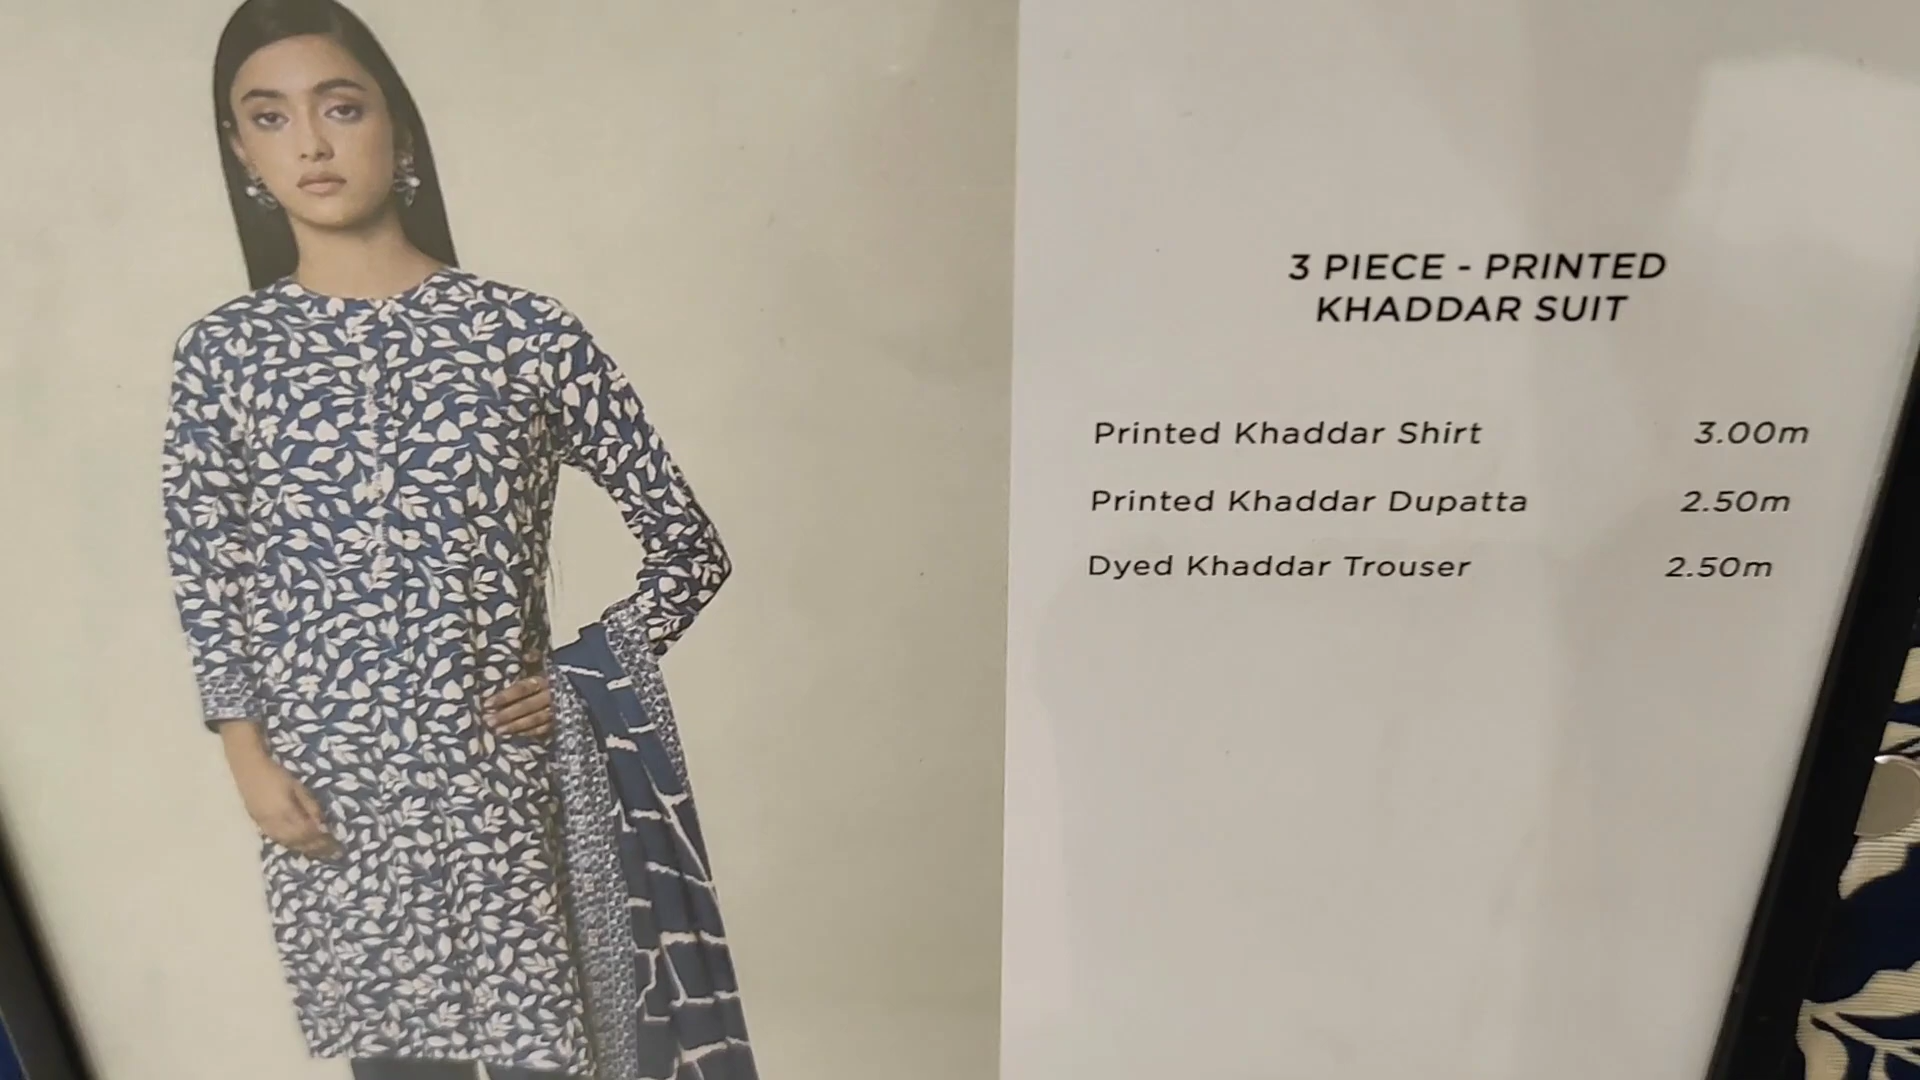 3 PIECE - PRINTED
KHADDAR SUIT
Printed Khaddar Shirt 3.00m
Printed Khaddar Dupatta 2.50m
Dyed Khaddar Trouser 2.50m